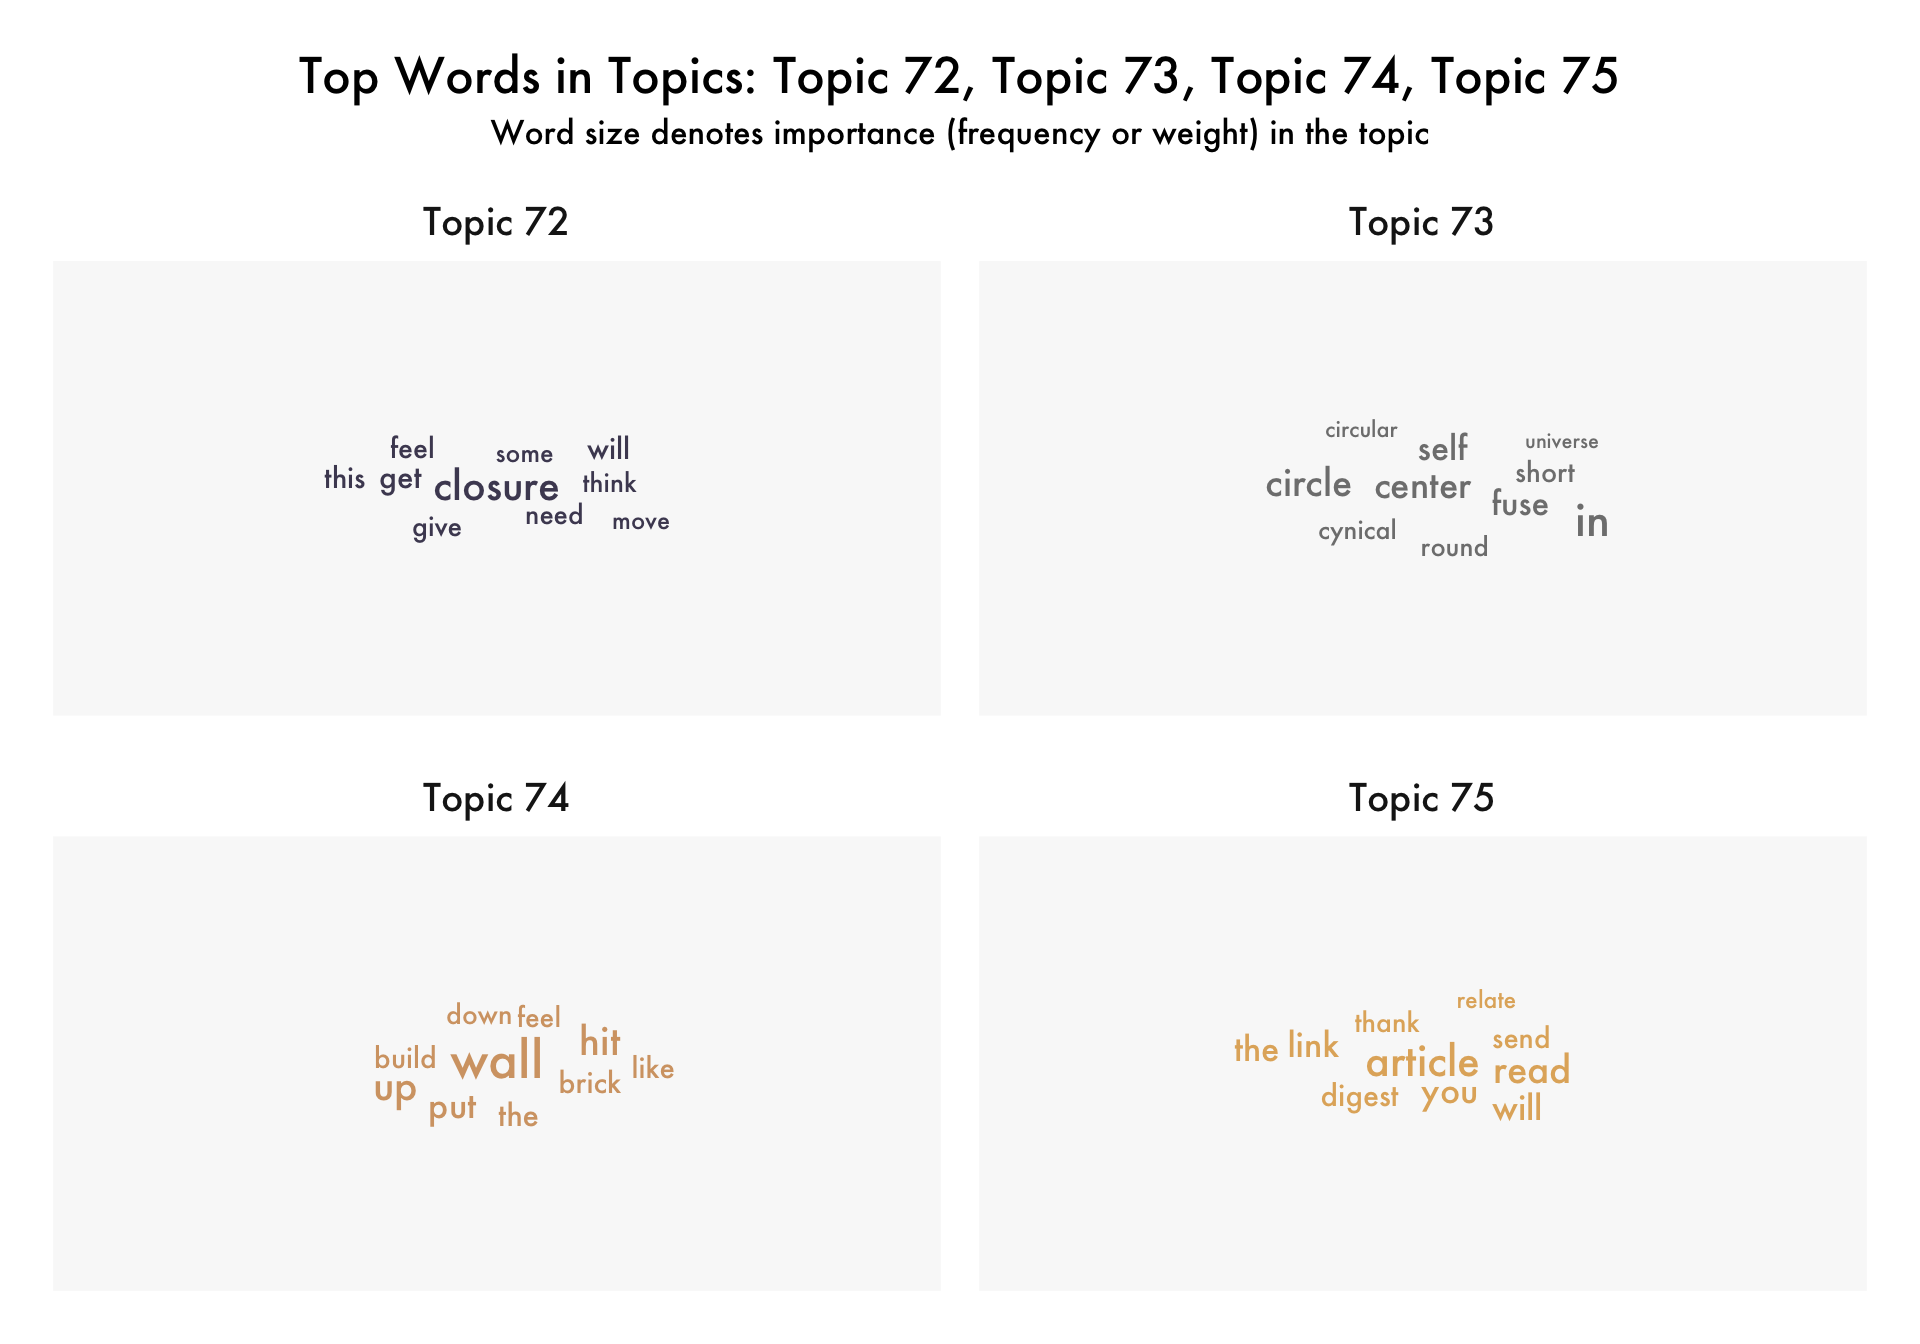 Top Words in Topics: Topic 72, Topic 73, Topic 74, Topic 75
Word size denotes importance (frequency or weight) in the topic
Topic 72
feel some will
this get closure think
give need move
Topic 73
circular self universe
circle center short
fuse in
cynical round
Topic 74
down feel hit
build wall like
up brick
put the
Topic 75
relate
thank send
the link article read
digest you will